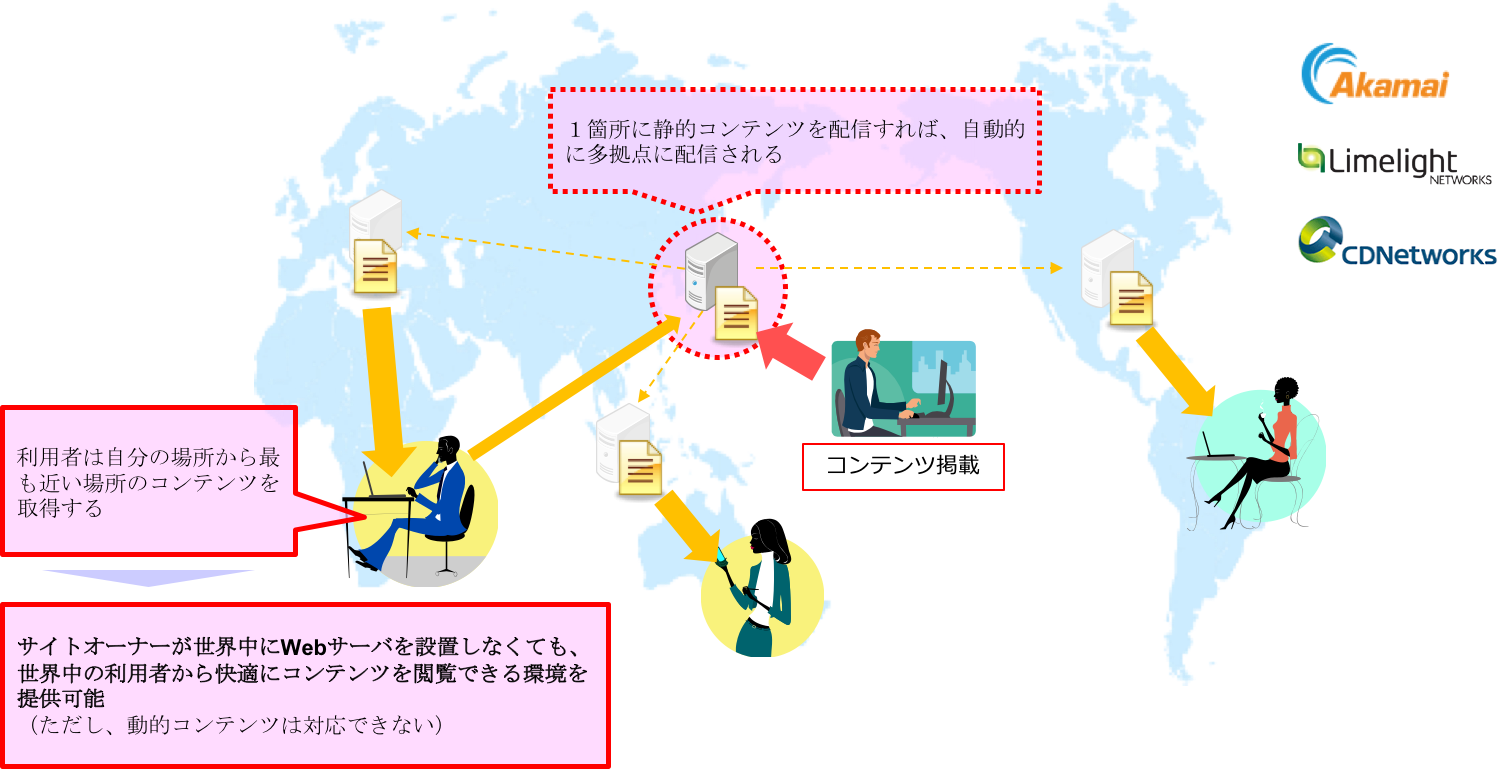 １箇所に静的コンテンツを配信すれば、自動的
に多拠点に配信される
Akamai
Limelight
NETWORKS
CDNetworks
コンテンツ掲載
利用者は自分の場所から最
も近い場所のコンテンツを
取得する
サイトオーナーが世界中にWebサーバを設置しなくても、
世界中の利用者から快適にコンテンツを閲覧できる環境を
提供可能
（ただし、動的コンテンツは対応できない）